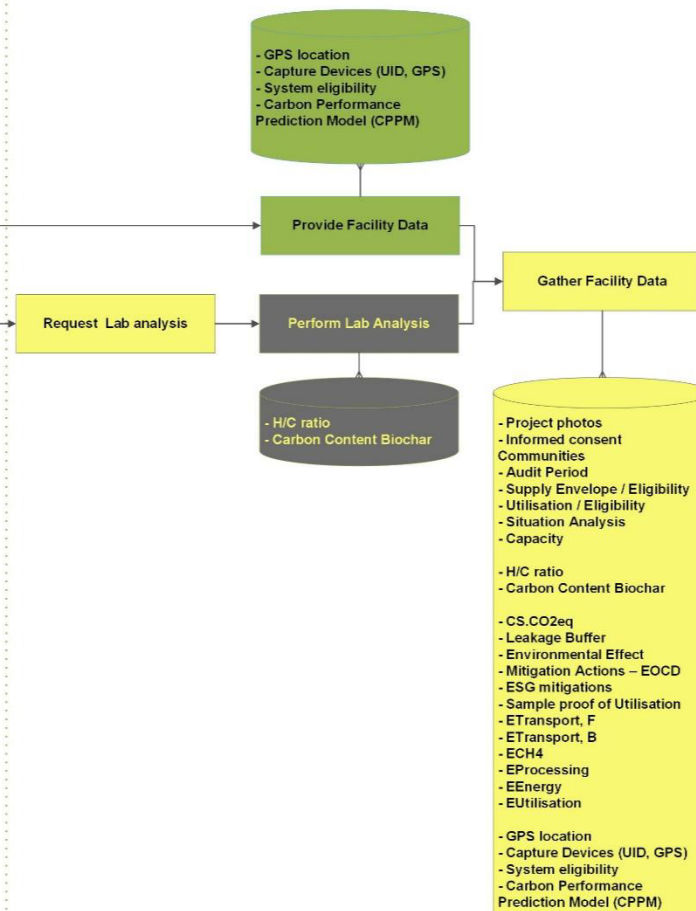 - GPS location
- Capture Devices (UID, GPS)
- System eligibility
- Carbon Performance
Prediction Model (CPPM)
Provide Facility Data
Gather Facility Data
Request Lab analysis
Perform Lab Analysis
- H/C ratio
- Carbon Content Biochar
- Project photos
- Informed consent
Communities
- Audit Period
- Supply Envelope / Eligibility
- Utilisation / Eligibility
- Situation Analysis
- Capacity
- H/C ratio
- Carbon Content Biochar
- CS.CO2eq
- Leakage Buffer
- Environmental Effect
- Mitigation Actions – EOCD
- ESG mitigations
- Sample proof of Utilisation
- ETransport, F
- ETransport, B
- ECH4
- EProcessing
- EEnergy
- EUtilisation
- GPS location
- Capture Devices (UID, GPS)
- System eligibility
- Carbon Performance
Prediction Model (CPPM)